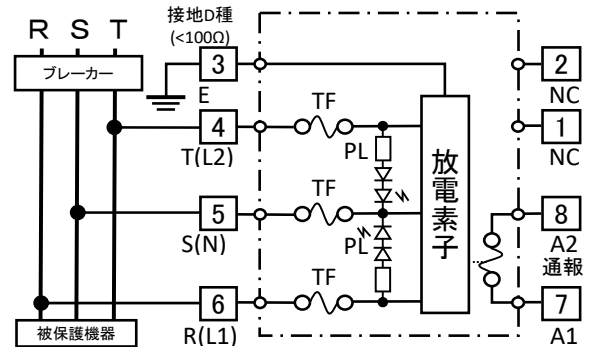 R S T
ブレーカー
被保護機器
接地D種
(<100Ω)
3
E
4
T(L2)
5
S(N)
6
R(L1)
TF
PL
TF
PL
TF
放電素子
2
NC
1
NC
8
A2
通報
7
A1